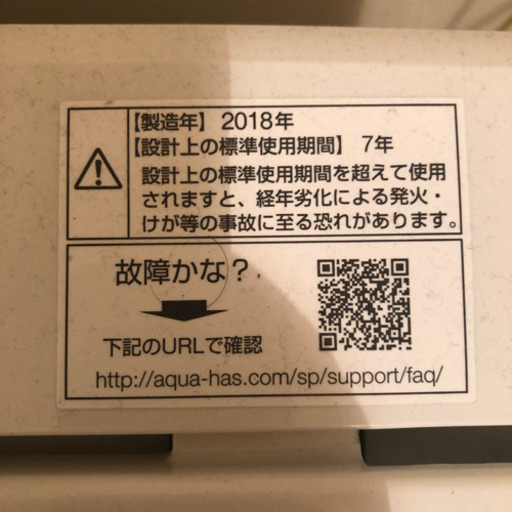 【製造年】 2018年
【設計上の標準使用期間】 7年
設計上の標準使用期間を超えて使用
されますと、経年劣化による発火・
けが等の事故に至る恐れがあります。
故障かな？
下記のURLで確認
http://aqua-has.com/sp/support/faq/